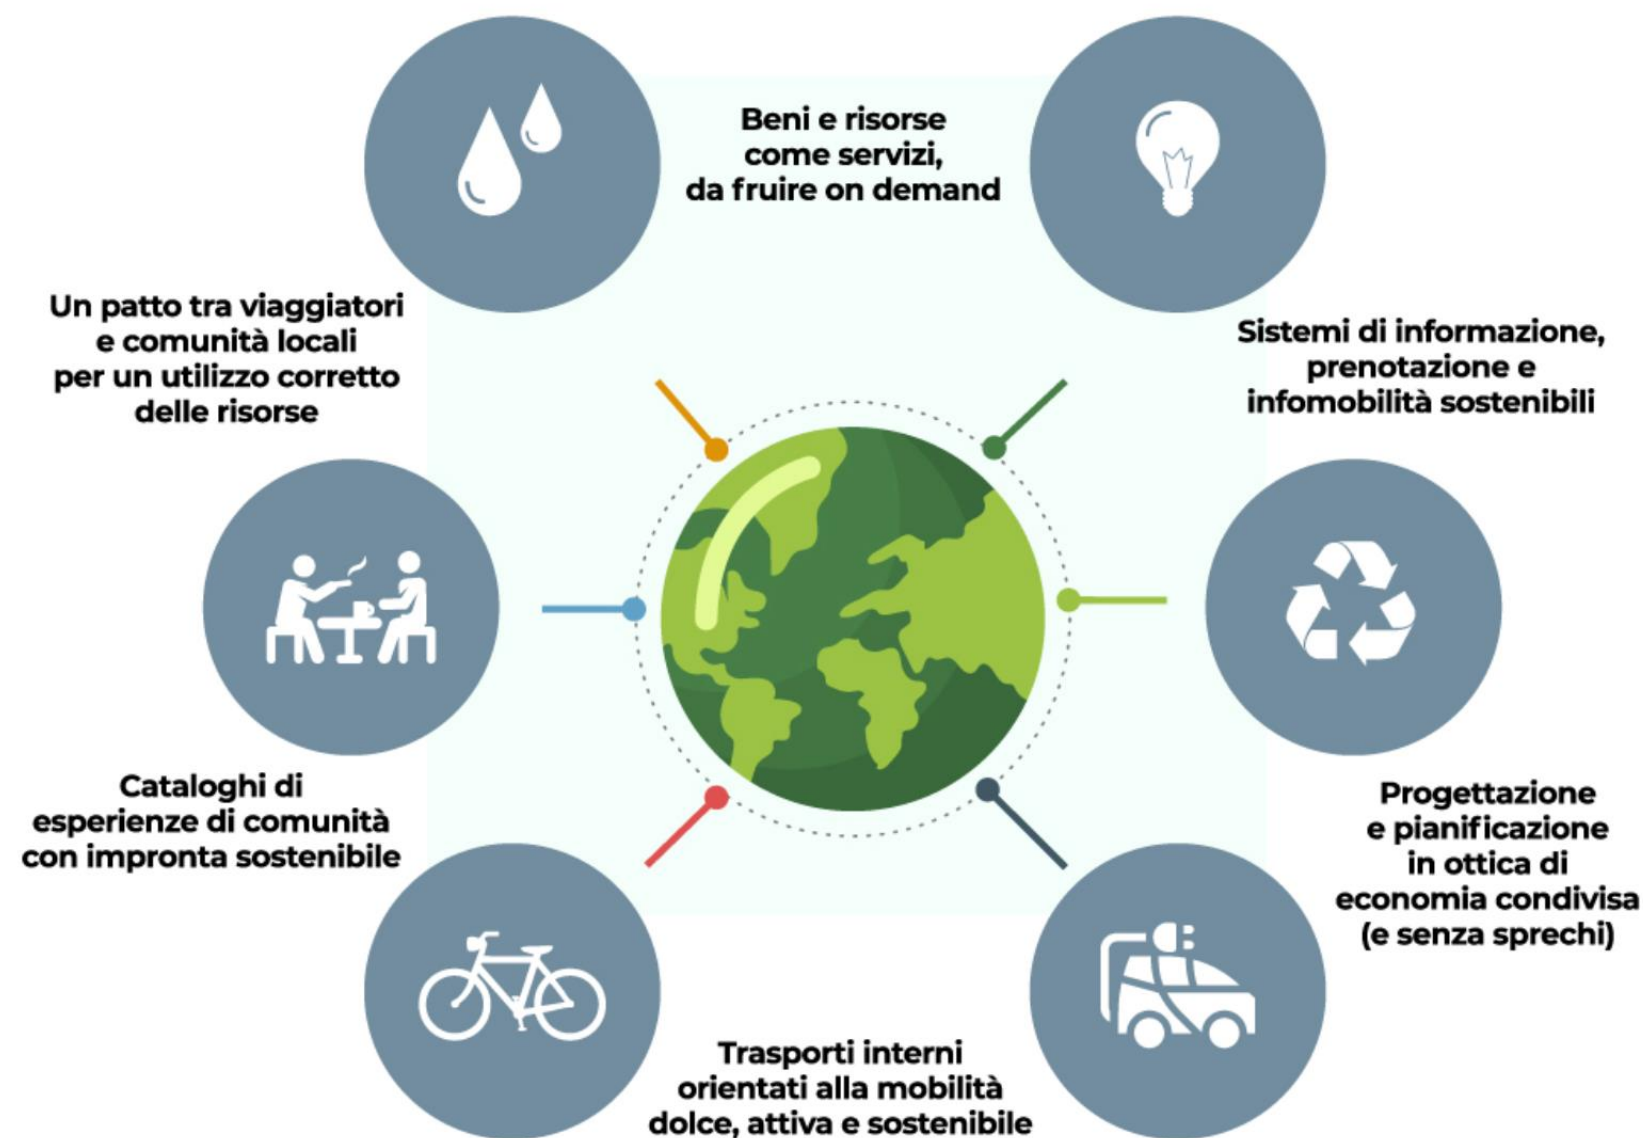 Beni e risorse
come servizi,
da fruire on demand
Un patto tra viaggiatori
e comunità locali
per un utilizzo corretto
delle risorse
Sistemi di informazione,
prenotazione e
infomobilità sostenibili
Cataloghi di
esperienze di comunità
con impronta sostenibile
Progettazione
e pianificazione
in ottica di
economia condivisa
(e senza sprechi)
Trasporti interni
orientati alla mobilità
dolce, attiva e sostenibile